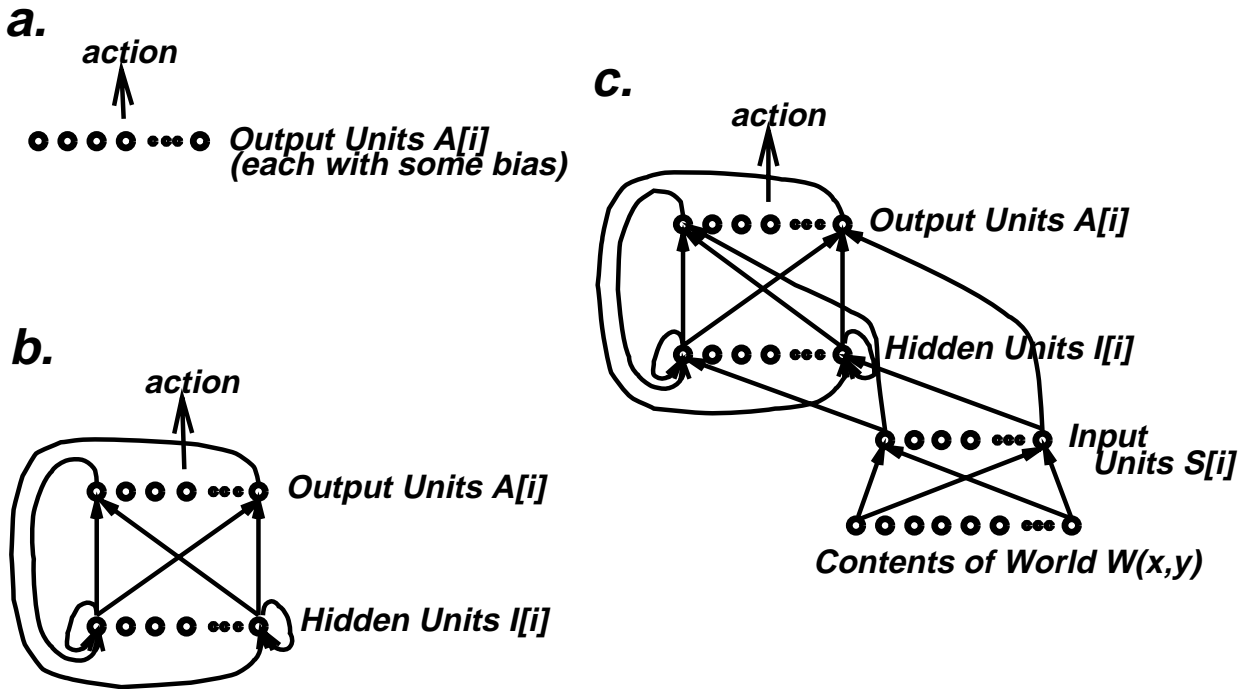 a.
action
Output Units A[i]
(each with some bias)
b.
action
Output Units A[i]
Hidden Units I[i]
c.
action
Output Units A[i]
Hidden Units I[i]
Input
Units S[i]
Contents of World W(x,y)